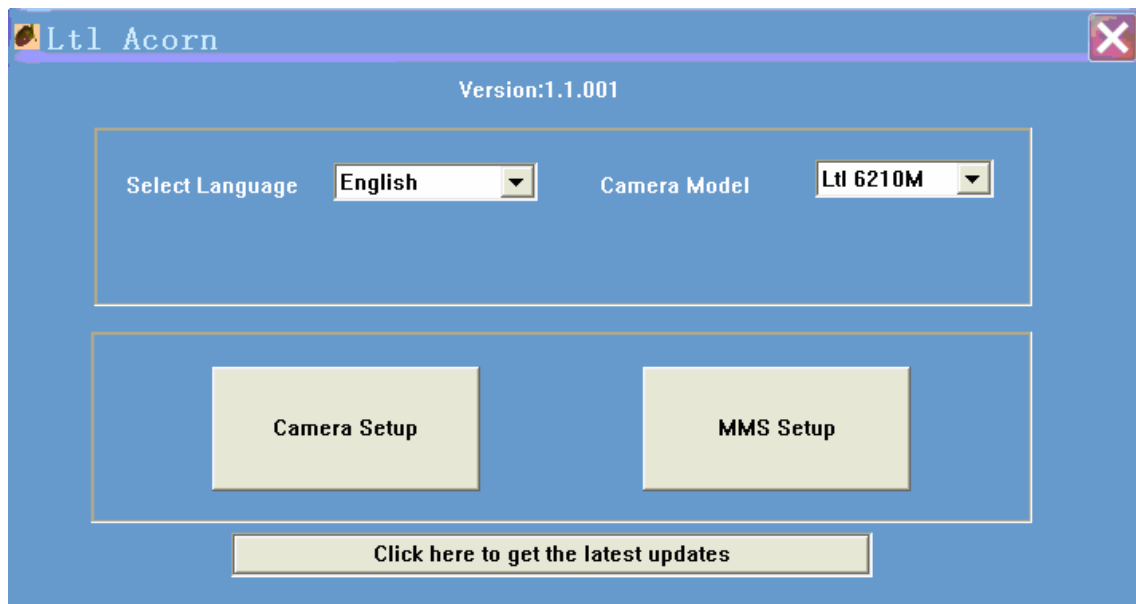 Ltl Acorn
Version:1.1.001
Select Language English Camera Model Ltl 6210M
Camera Setup MMS Setup
Click here to get the latest updates